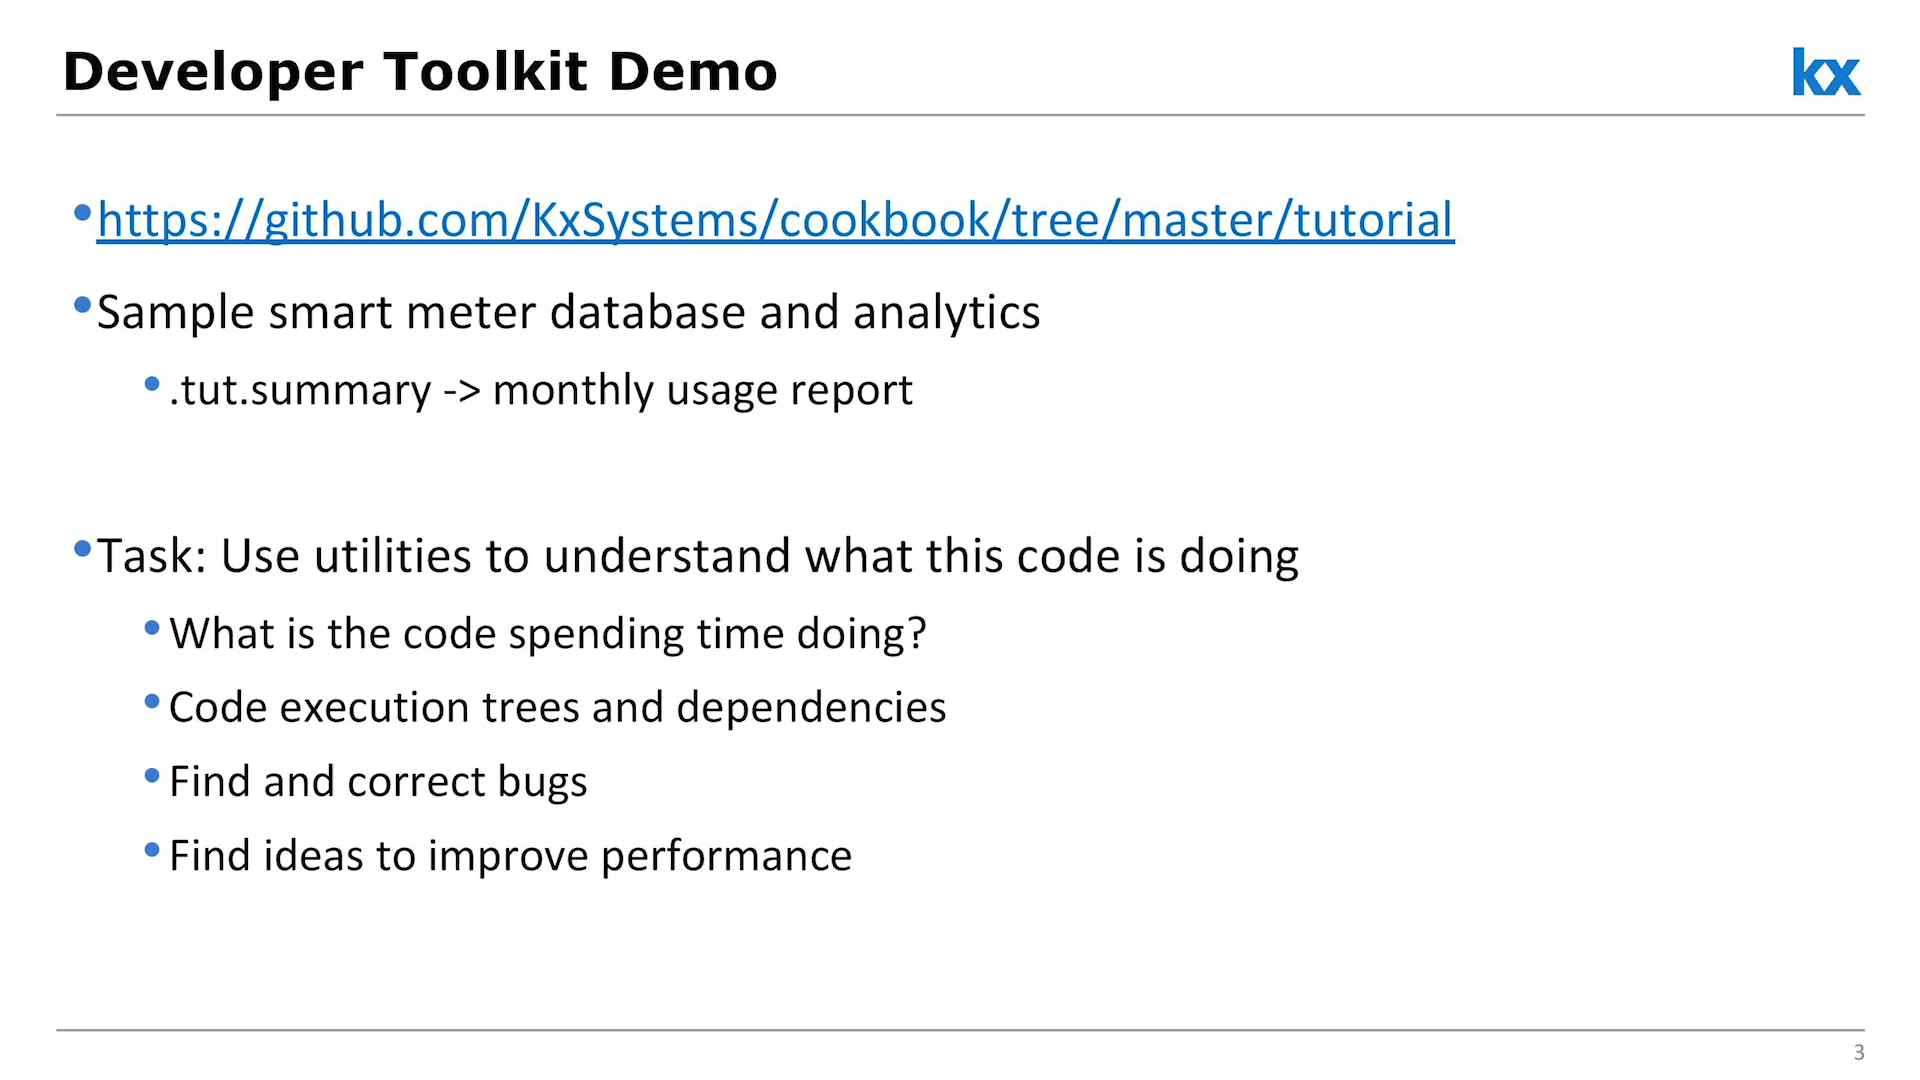 Developer Toolkit Demo
kx
•https://github.com/KxSystems/cookbook/tree/master/tutorial
•Sample smart meter database and analytics
•.tut.summary -> monthly usage report
•Task: Use utilities to understand what this code is doing
•What is the code spending time doing?
•Code execution trees and dependencies
•Find and correct bugs
•Find ideas to improve performance
3